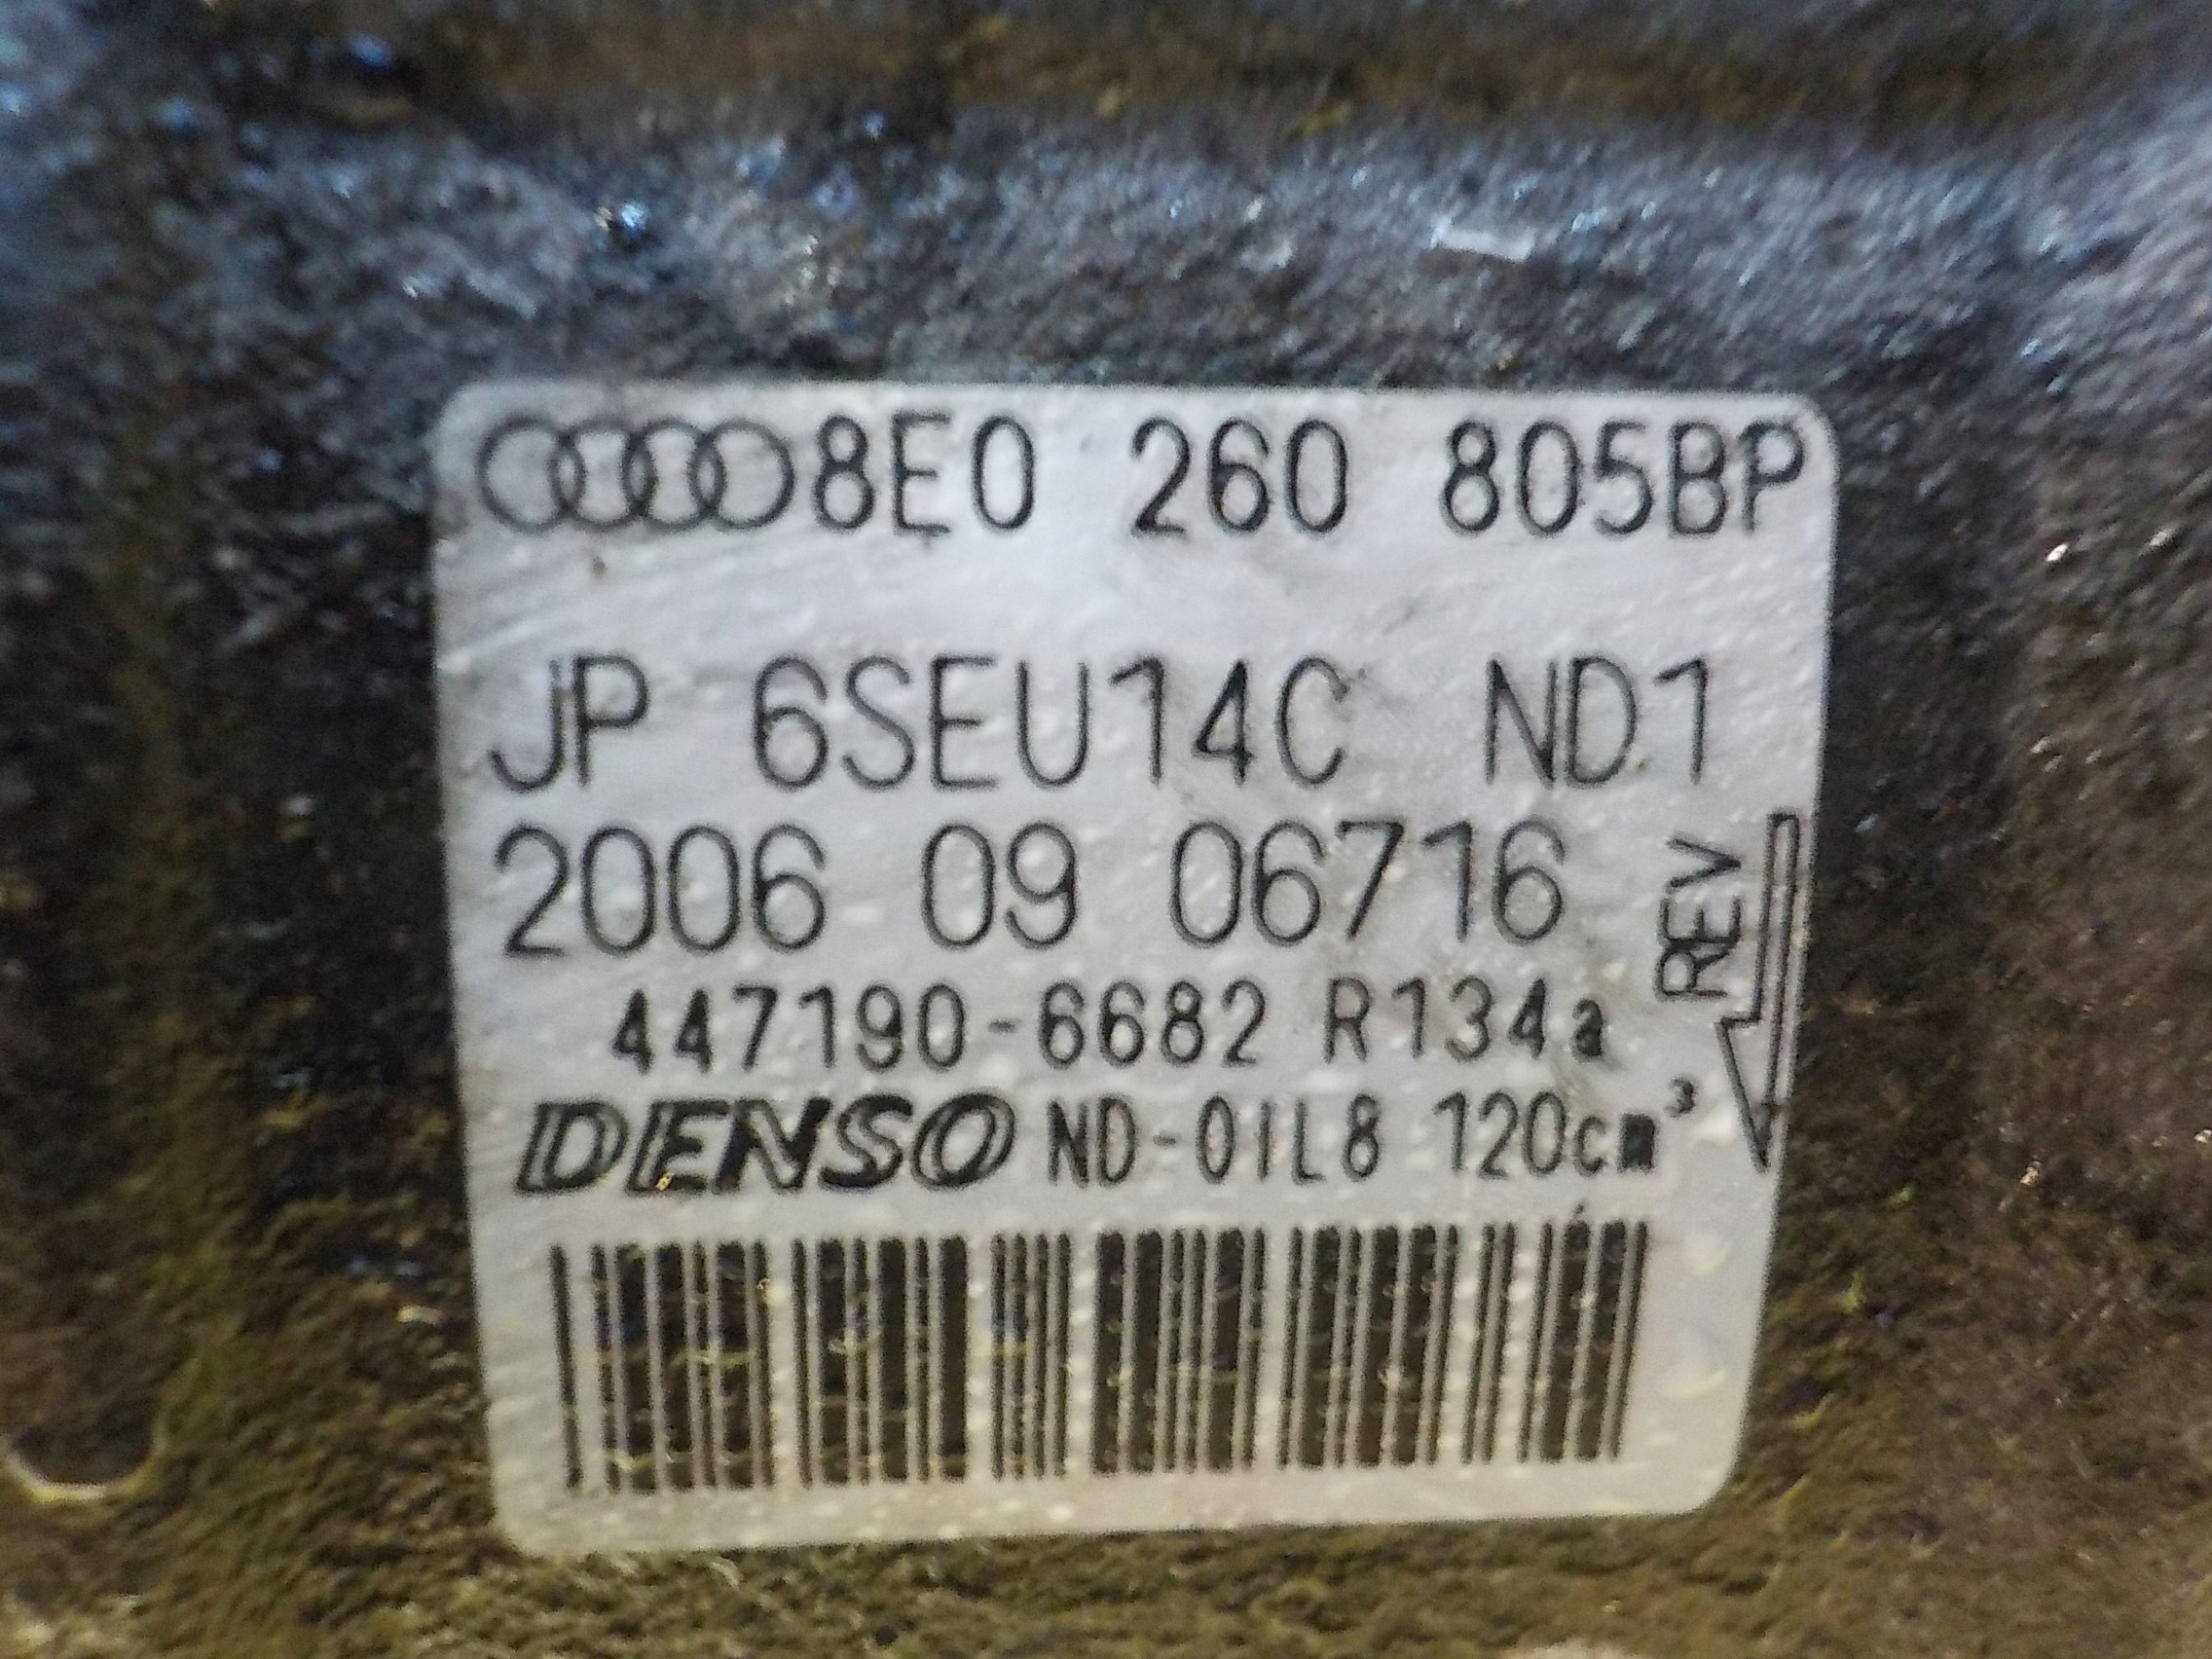 8E0 260 805BP
JP 6SEU14C ND1
2006 09 06716
REV
447190-6682 R134a
DENSO ND-OIL8 120cm³